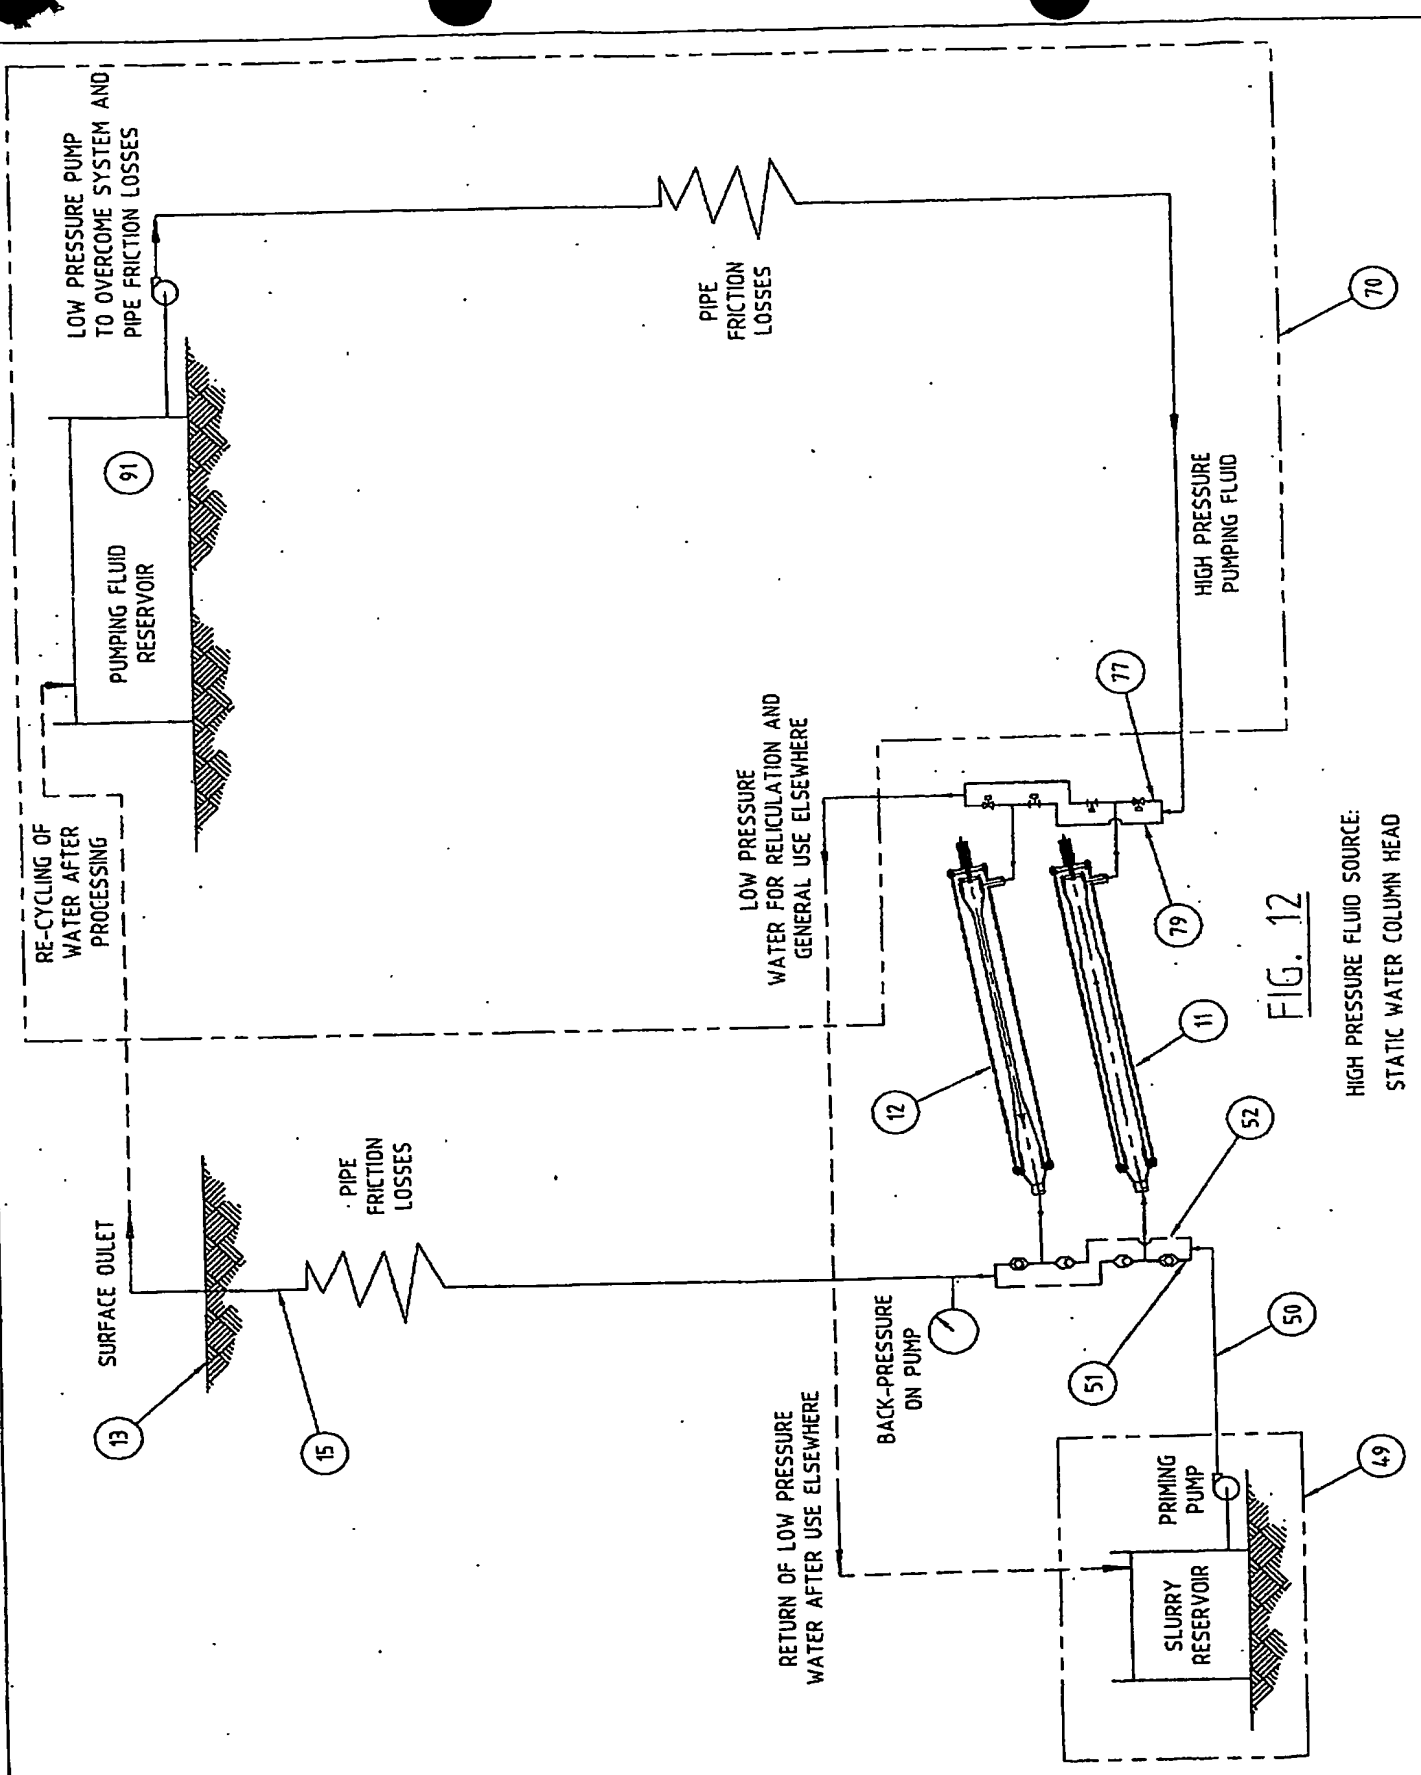 LOW PRESSURE PUMP
TO OVERCOME SYSTEM AND
PIPE FRICTION LOSSES
RE-CYCLING OF
WATER AFTER
PROCESSING
PUMPING FLUID
RESERVOIR
91
SURFACE OULET
13
15
PIPE
FRICTION
LOSSES
PIPE
FRICTION
LOSSES
70
LOW PRESSURE
WATER FOR RELICULATION AND
GENERAL USE ELSEWHERE
HIGH PRESSURE
PUMPING FLUID
77
79
12
11
RETURN OF LOW PRESSURE
WATER AFTER USE ELSEWHERE
BACK-PRESSURE
ON PUMP
52
51
50
PRIMING
PUMP
SLURRY
RESERVOIR
49
FIG. 12
HIGH PRESSURE FLUID SOURCE:
STATIC WATER COLUMN HEAD